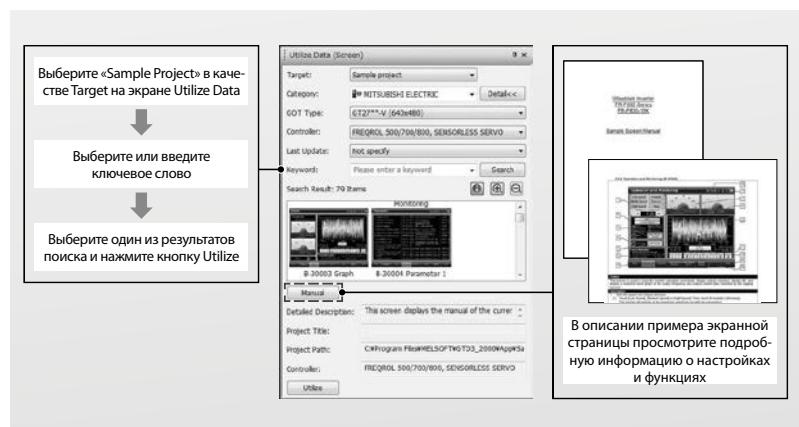 Выберите «Sample Project» в каче-
стве Target на экране Utilize Data
Выберите или введите
ключевое слово
Выберите один из результатов
поиска и нажмите кнопку Utilize
Utilize Data (Screen)
Target: Sample project
Category: MITSUBISHI ELECTRIC Detail<<
GOT Type: GT27**-V (640x480)
Controller: FREQROL 500/700/800, SENSORLESS SERVO
Last Update: Not specify
Keyword: Please enter a keyword Search
Search Result: 79 Items
Monitoring
B-30003 Graph B-30004 Parameter 1
Manual
Detailed Description: This screen displays the manual of the currer
Project Title:
Project Path: C:¥Program Files¥MELSOFT¥GTD3_2000¥App¥Sa
Controller: FREQROL 500/700/800, SENSORLESS SERVO
Utilize
Mitsubishi Inverter
Sample Screen Manual
В описании примера экранной
страницы просмотрите подроб-
ную информацию о настройках
и функциях